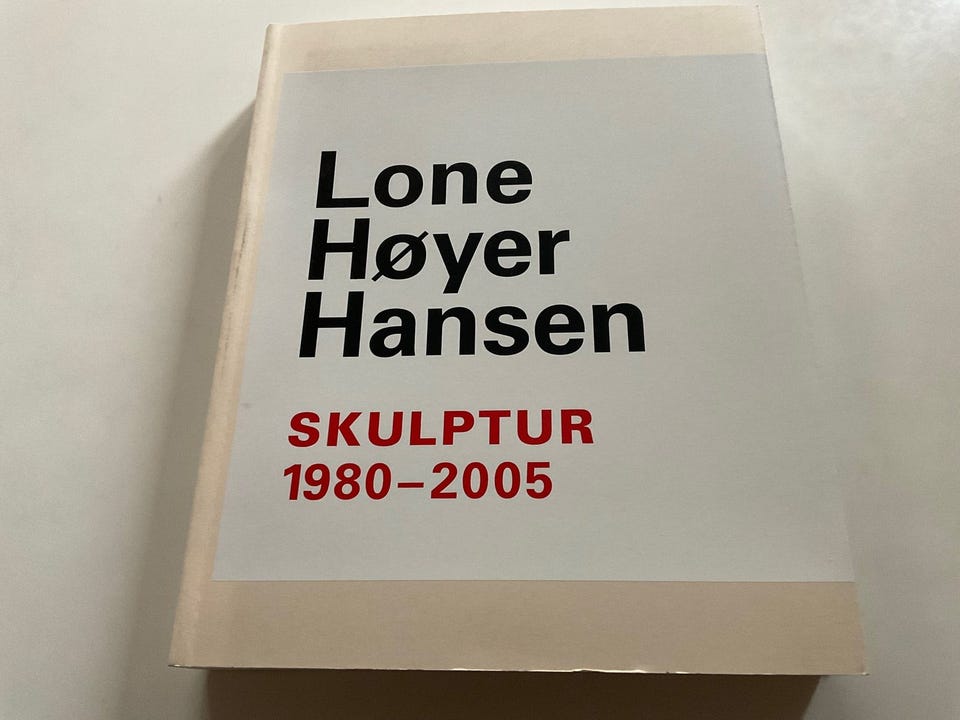 Lone
Høyer
Hansen
SKULPTUR
1980–2005